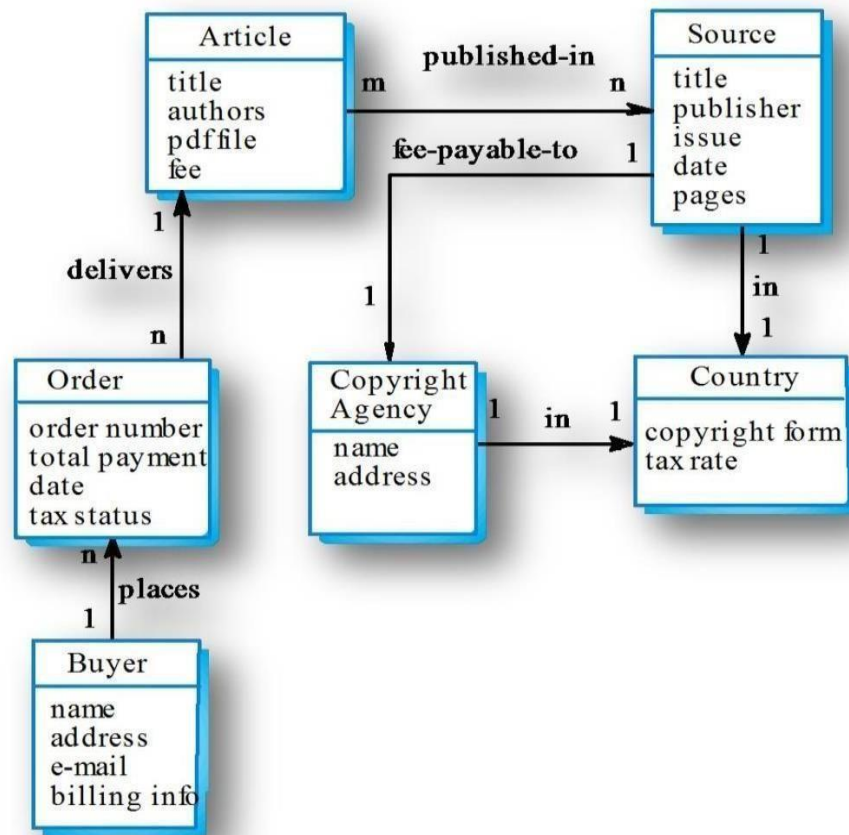 Article
title
authors
pdf file
fee
m
published-in
n
Source
title
publisher
issue
date
pages
fee-payable-to
1
1
1
delivers
n
1
in
1
Order
order number
total payment
date
tax status
Copyright
Agency
name
address
1
in
1
Country
copyright form
tax rate
n
places
1
Buyer
name
address
e-mail
billing info